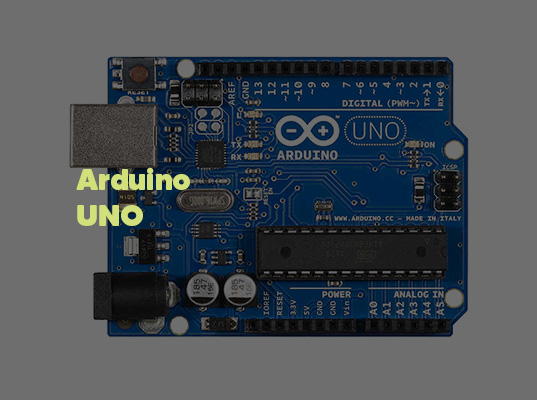 RESET
AREF
GND
13
12
~11
~10
~9
8
7
~6
~5
4
~3
2
TX→1
RX←0
DIGITAL (PWM~)
L
TX
RX
UNO
ARDUINO
ON
ICSP
Arduino
UNO
WWW.ARDUINO.CC - MADE IN ITALY
POWER
ANALOG IN
IOREF
RESET
3.3V
5V
GND
GND
Vin
A0
A1
A2
A3
A4
A5